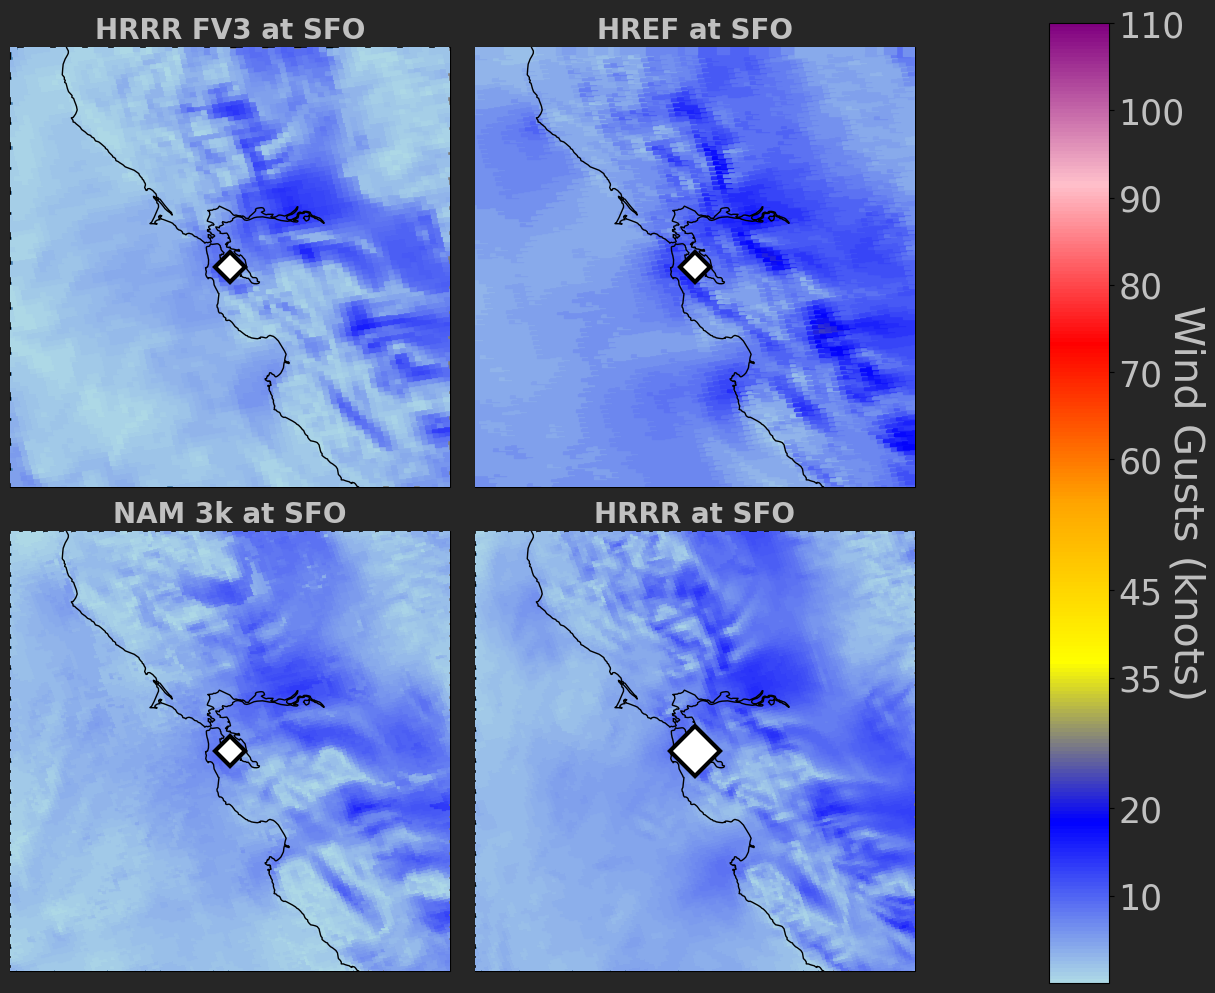 HRRR FV3 at SFO
HREF at SFO
NAM 3k at SFO
HRRR at SFO
110
100
90
80
70
60
45
35
20
10
Wind Gusts (knots)